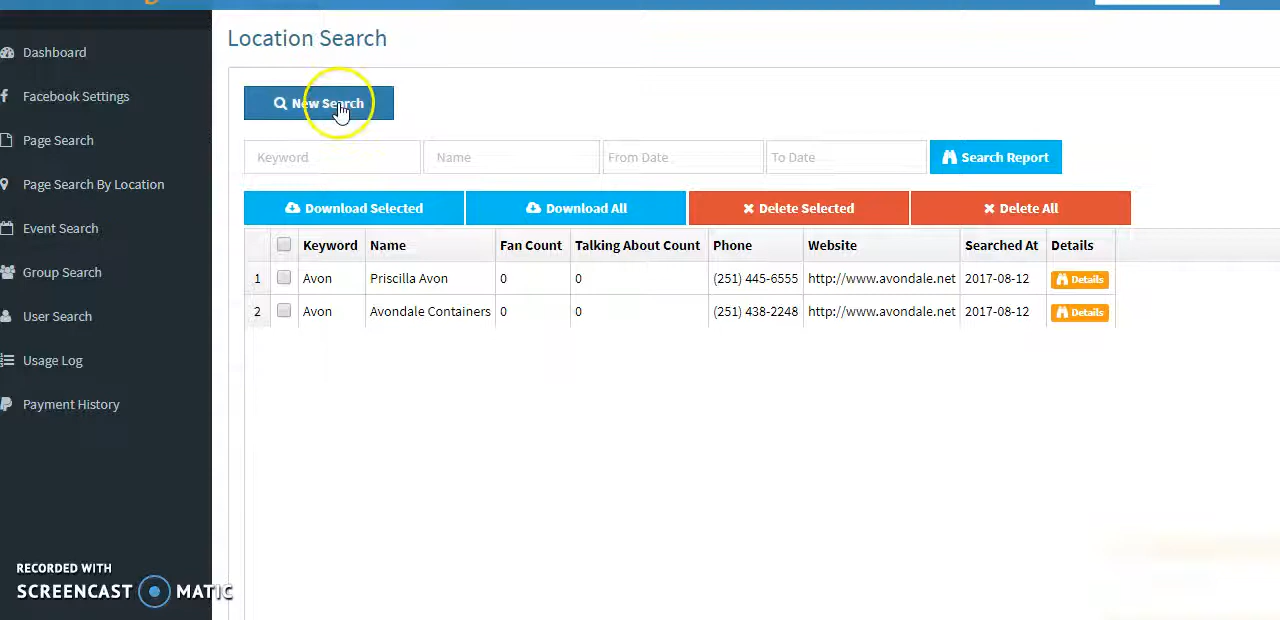 Location Search
Dashboard
Facebook Settings
Page Search
Page Search By Location
Event Search
Group Search
User Search
Usage Log
Payment History
New Search
Keyword Name From Date To Date Search Report
Download Selected Download All Delete Selected Delete All
Keyword Name Fan Count Talking About Count Phone Website Searched At Details
1 Avon Priscilla Avon 0 0 (251) 445-6555 http://www.avondale.net 2017-08-12 Details
2 Avon Avondale Containers 0 0 (251) 438-2248 http://www.avondale.net 2017-08-12 Details
RECORDED WITH
SCREENCAST MATIC